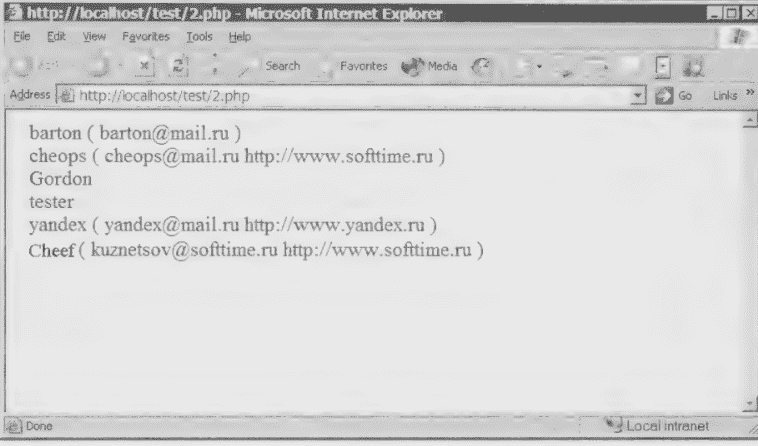 http://localhost/test/2.php - Microsoft Internet Explorer
File Edit View Favorites Tools Help
Search Favorites Media
Address http://localhost/test/2.php Go Links »
barton ( barton@mail.ru )
cheops ( cheops@mail.ru http://www.softtime.ru )
Gordon
tester
yandex ( yandex@mail.ru http://www.yandex.ru )
Cheef ( kuznetsov@softtime.ru http://www.softtime.ru )
Done Local intranet